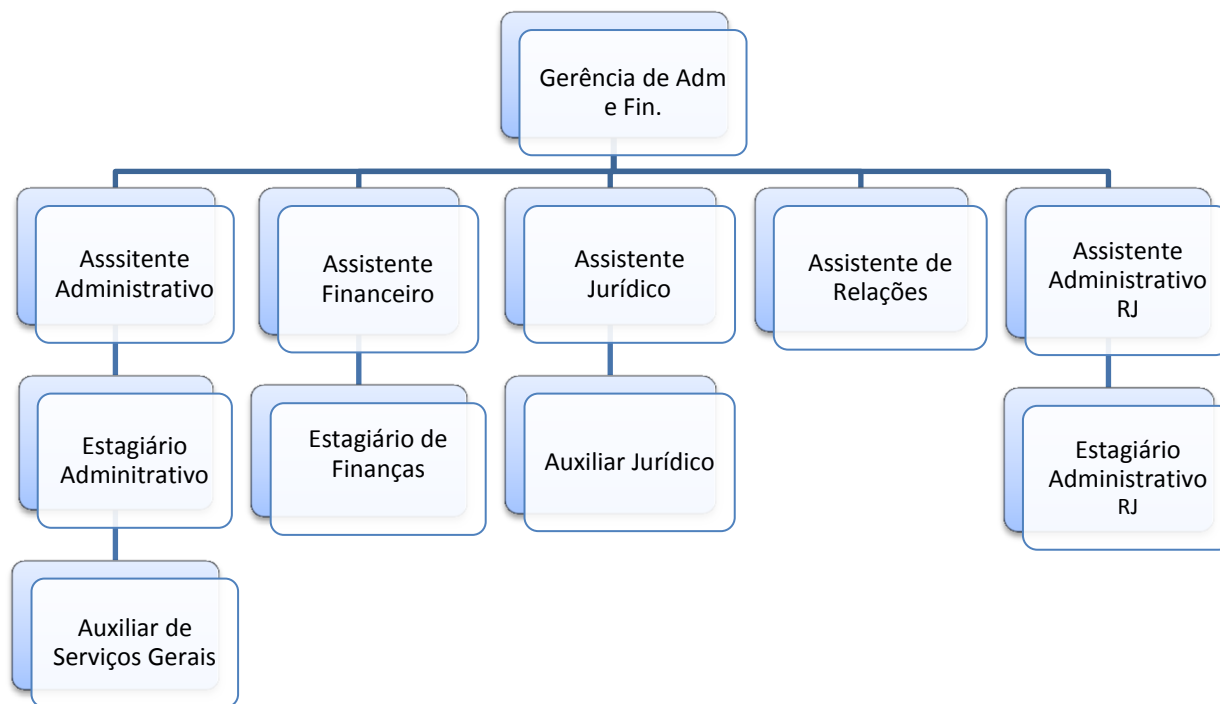 Gerência de Adm
e Fin.
Asssitente
Administrativo
Assistente
Financeiro
Assistente
Jurídico
Assistente de
Relações
Assistente
Administrativo
RJ
Estagiário
Adminitrativo
Estagiário de
Finanças
Auxiliar Jurídico
Estagiário
Administrativo
RJ
Auxiliar de
Serviços Gerais